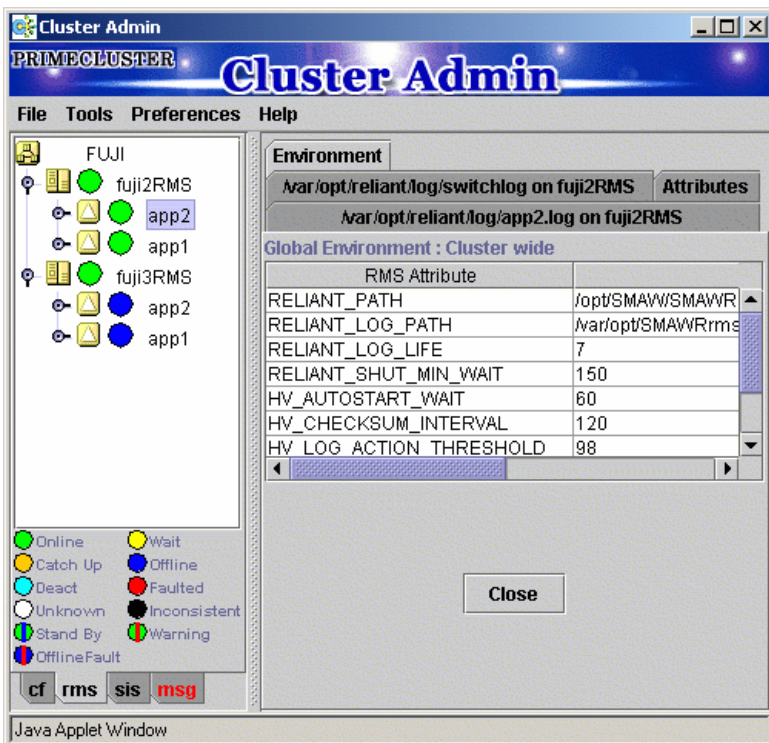 Cluster Admin
PRIMECLUSTER
Cluster Admin
File Tools Preferences Help
FUJI
fuji2RMS
app2
app1
fuji3RMS
app2
app1
Online Wait
Catch Up Offline
Deact Faulted
Unknown Inconsistent
Stand By Warning
OfflineFault
cf rms sis msg
Environment
/var/opt/reliant/log/switchlog on fuji2RMS Attributes
/var/opt/reliant/log/app2.log on fuji2RMS
Global Environment : Cluster wide
RMS Attribute
RELIANT_PATH /opt/SMAW/SMAWR
RELIANT_LOG_PATH /var/opt/SMAWRrms
RELIANT_LOG_LIFE 7
RELIANT_SHUT_MIN_WAIT 150
HV_AUTOSTART_WAIT 60
HV_CHECKSUM_INTERVAL 120
HV_LOG_ACTION_THRESHOLD 98
Close
Java Applet Window